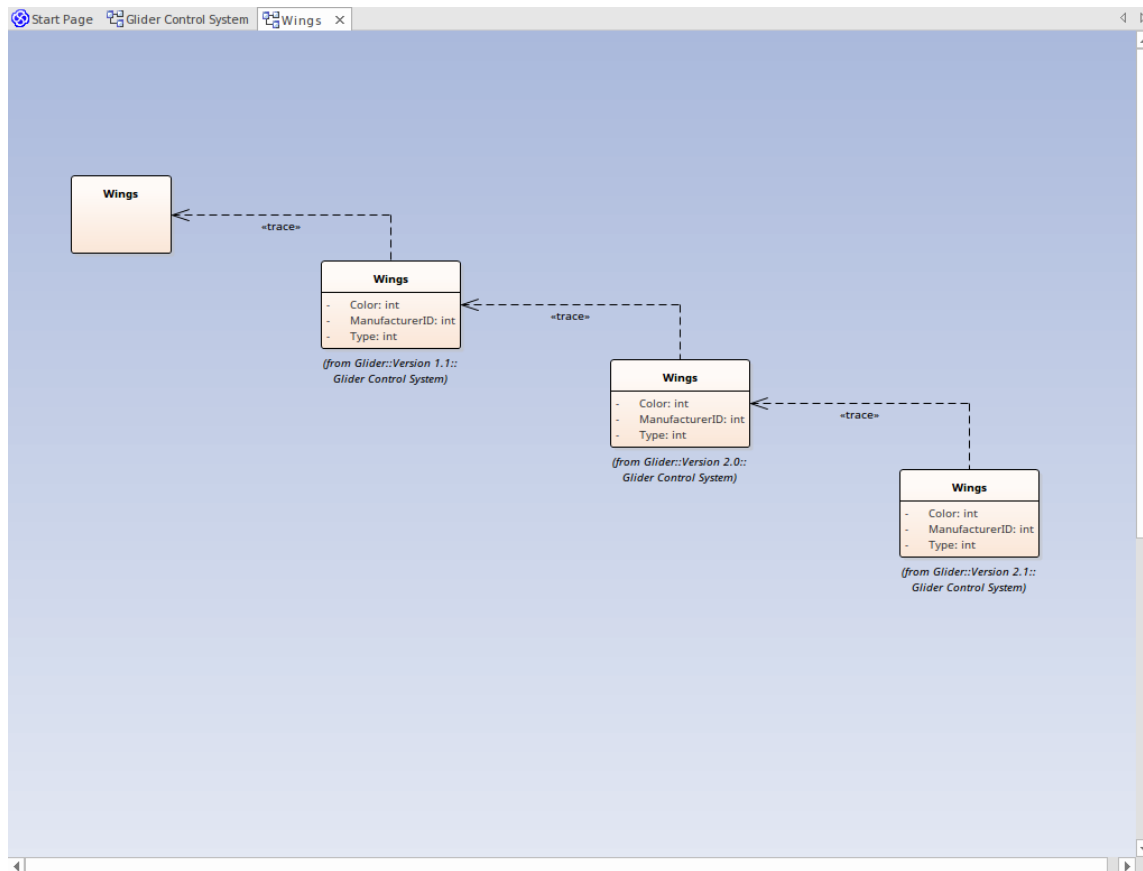 Start Page
Glider Control System
Wings
Wings
«trace»
Wings
- Color: int
- ManufacturerID: int
- Type: int
(from Glider::Version 1.1::
Glider Control System)
«trace»
Wings
- Color: int
- ManufacturerID: int
- Type: int
(from Glider::Version 2.0::
Glider Control System)
«trace»
Wings
- Color: int
- ManufacturerID: int
- Type: int
(from Glider::Version 2.1::
Glider Control System)